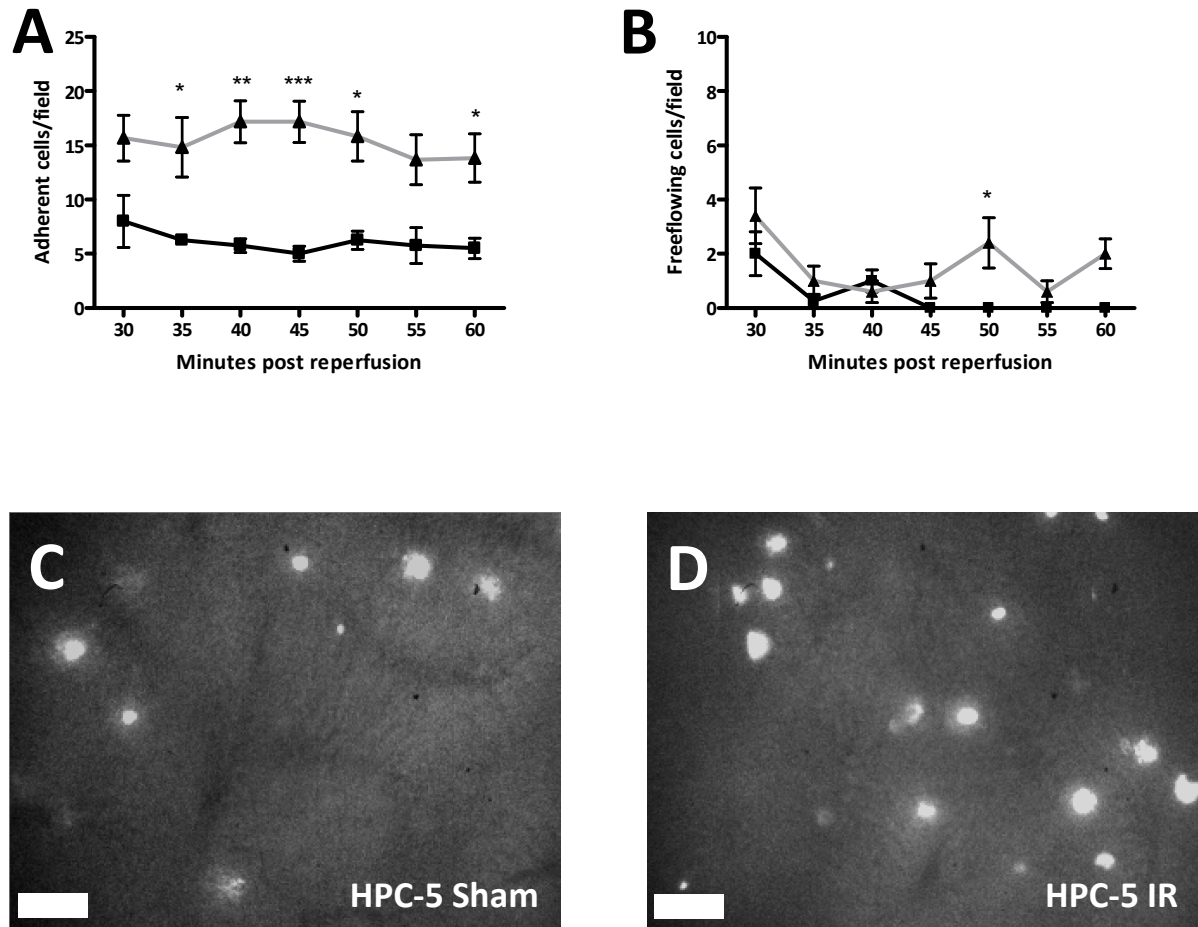 A
Adherent cells/field
25
20
15
10
5
0
* ** *** * *
30 35 40 45 50 55 60
Minutes post reperfusion
B
Freeflowing cells/field
10
8
6
4
2
0
*
30 35 40 45 50 55 60
Minutes post reperfusion
C
HPC-5 Sham
D
HPC-5 IR